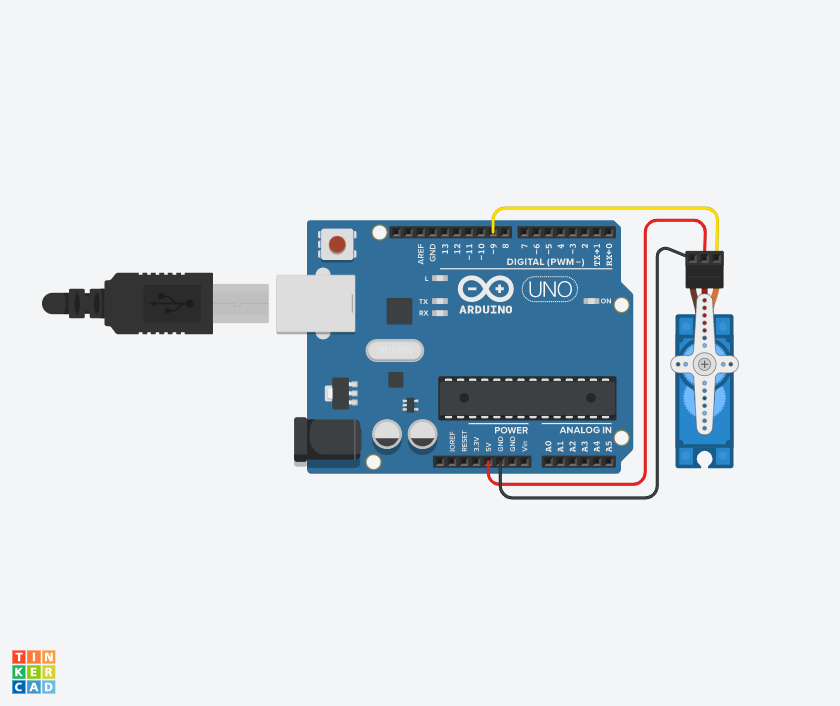 AREF
GND
13
12
~11
~10
~9
8
7
~6
~5
4
~3
2
TX→1
RX←0
DIGITAL (PWM~)
L
TX
RX
UNO
ON
ARDUINO
POWER
ANALOG IN
IOREF
RESET
3.3V
5V
GND
GND
Vin
A0
A1
A2
A3
A4
A5
TIN
KER
CAD